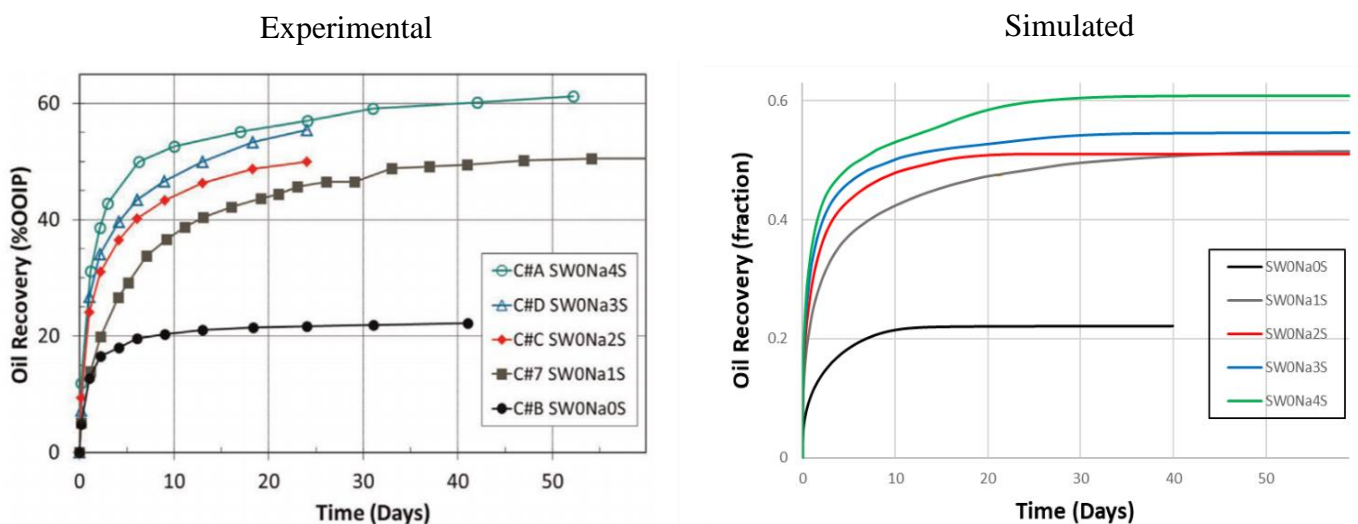 Experimental
Oil Recovery (%OOIP)
60
40
20
0
0 10 20 30 40 50
Time (Days)
C#A SW0Na4S
C#D SW0Na3S
C#C SW0Na2S
C#7 SW0Na1S
C#B SW0Na0S
Simulated
Oil Recovery (fraction)
0.6
0.4
0.2
0
0 10 20 30 40 50
Time (Days)
SW0Na0S
SW0Na1S
SW0Na2S
SW0Na3S
SW0Na4S